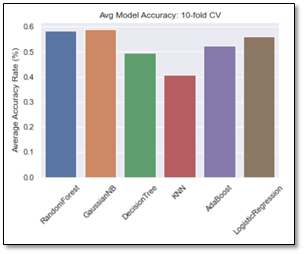 Avg Model Accuracy: 10-fold CV
Average Accuracy Rate (%)
0.6
0.5
0.4
0.3
0.2
0.1
0.0
RandomForest
GaussianNB
DecisionTree
KNN
AdaBoost
LogisticRegression